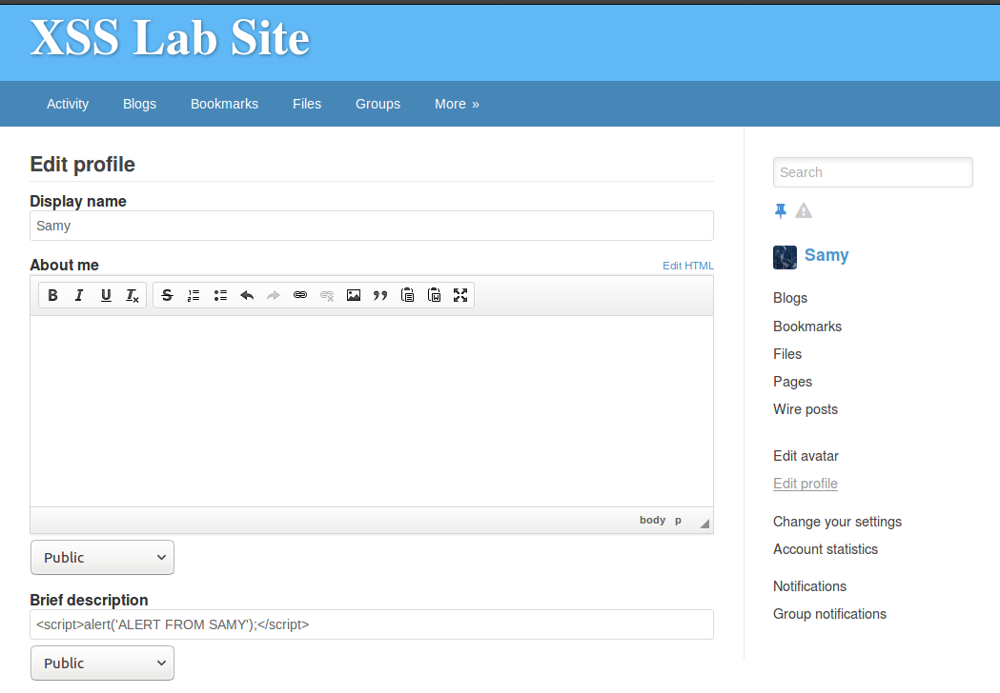 XSS Lab Site
Activity Blogs Bookmarks Files Groups More »
Edit profile
Display name
Samy
About me Edit HTML
B I U Tx S
body p
Public
Brief description
<script>alert('ALERT FROM SAMY');</script>
Public
Search
Samy
Blogs
Bookmarks
Files
Pages
Wire posts
Edit avatar
Edit profile
Change your settings
Account statistics
Notifications
Group notifications